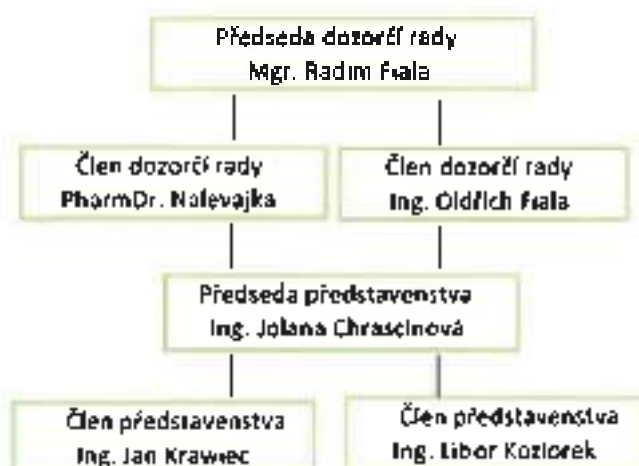 Předseda dozorčí rady
Mgr. Radim Fiala
Člen dozorčí rady
PharmDr. Nalevajka
Člen dozorčí rady
Ing. Oldřich Fiala
Předseda představenstva
Ing. Jolana Chrascinová
Člen představenstva
Ing. Jan Krawiec
Člen představenstva
Ing. Libor Koziorek